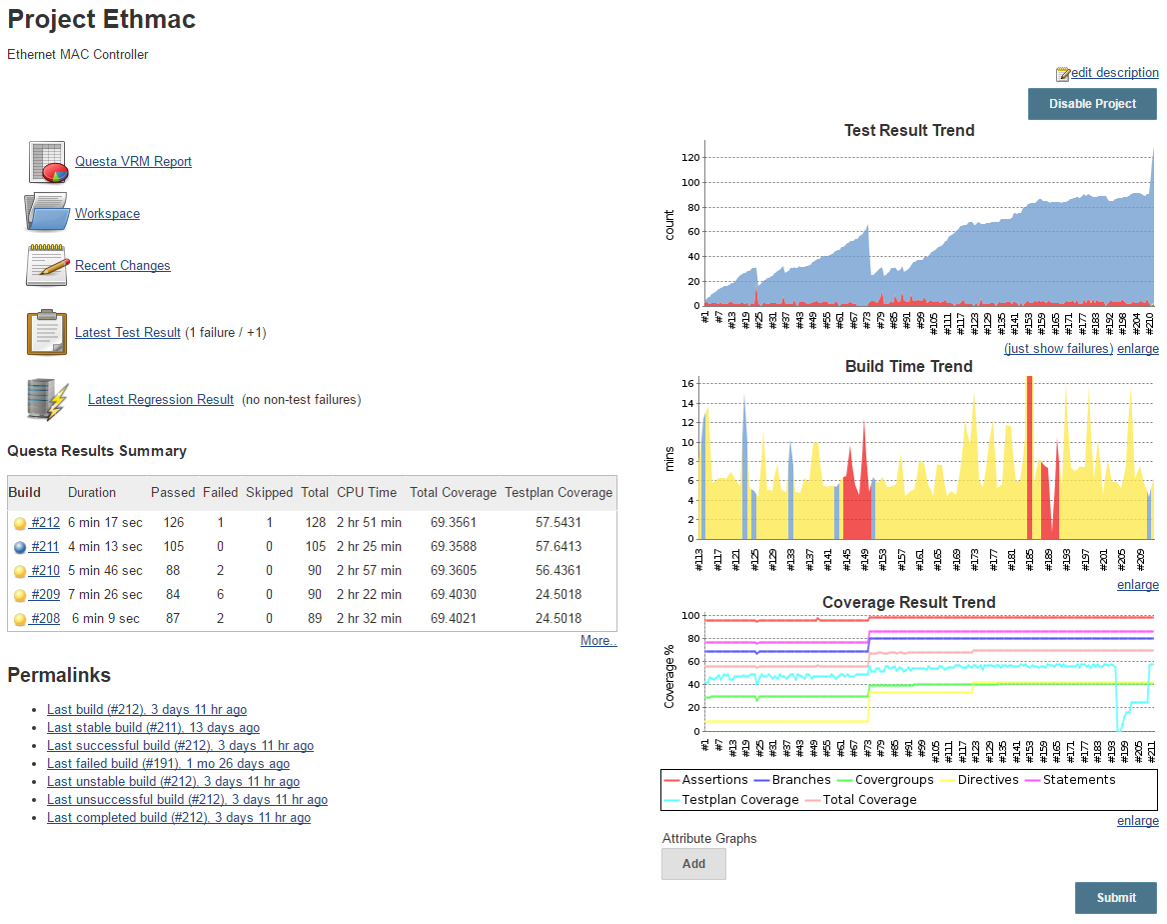 Project Ethmac
Ethernet MAC Controller
edit description
Disable Project
Questa VRM Report
Workspace
Recent Changes
Latest Test Result (1 failure / +1)
Latest Regression Result (no non-test failures)
Questa Results Summary
Build Duration Passed Failed Skipped Total CPU Time Total Coverage Testplan Coverage
#212 6 min 17 sec 126 1 1 128 2 hr 51 min 69.3561 57.5431
#211 4 min 13 sec 105 0 0 105 2 hr 25 min 69.3588 57.6413
#210 5 min 46 sec 88 2 0 90 2 hr 57 min 69.3605 56.4361
#209 7 min 26 sec 84 6 0 90 2 hr 22 min 69.4030 24.5018
#208 6 min 9 sec 87 2 0 89 2 hr 32 min 69.4021 24.5018
More..
Permalinks
Last build (#212), 3 days 11 hr ago
Last stable build (#211), 13 days ago
Last successful build (#212), 3 days 11 hr ago
Last failed build (#191), 1 mo 26 days ago
Last unstable build (#212), 3 days 11 hr ago
Last unsuccessful build (#212), 3 days 11 hr ago
Last completed build (#212), 3 days 11 hr ago
Test Result Trend
count
120
100
80
60
40
20
0
#1 #7 #13 #19 #25 #31 #37 #43 #49 #55 #61 #67 #73 #79 #85 #91 #99 #105 #111 #117 #123 #129 #135 #141 #153 #159 #165 #171 #177 #183 #192 #198 #204 #210
(just show failures) enlarge
Build Time Trend
mins
16
14
12
10
8
6
4
2
0
#113 #117 #121 #125 #129 #133 #137 #141 #145 #149 #153 #157 #161 #165 #169 #173 #177 #181 #185 #189 #193 #197 #201 #205 #209
enlarge
Coverage Result Trend
Coverage %
100
80
60
40
20
0
#1 #7 #13 #19 #25 #31 #37 #43 #49 #55 #61 #67 #73 #79 #85 #91 #99 #105 #111 #117 #123 #129 #135 #141 #153 #159 #165 #171 #177 #183 #193 #199 #205 #211
Assertions Branches Covergroups Directives Statements
Testplan Coverage Total Coverage
enlarge
Attribute Graphs
Add
Submit